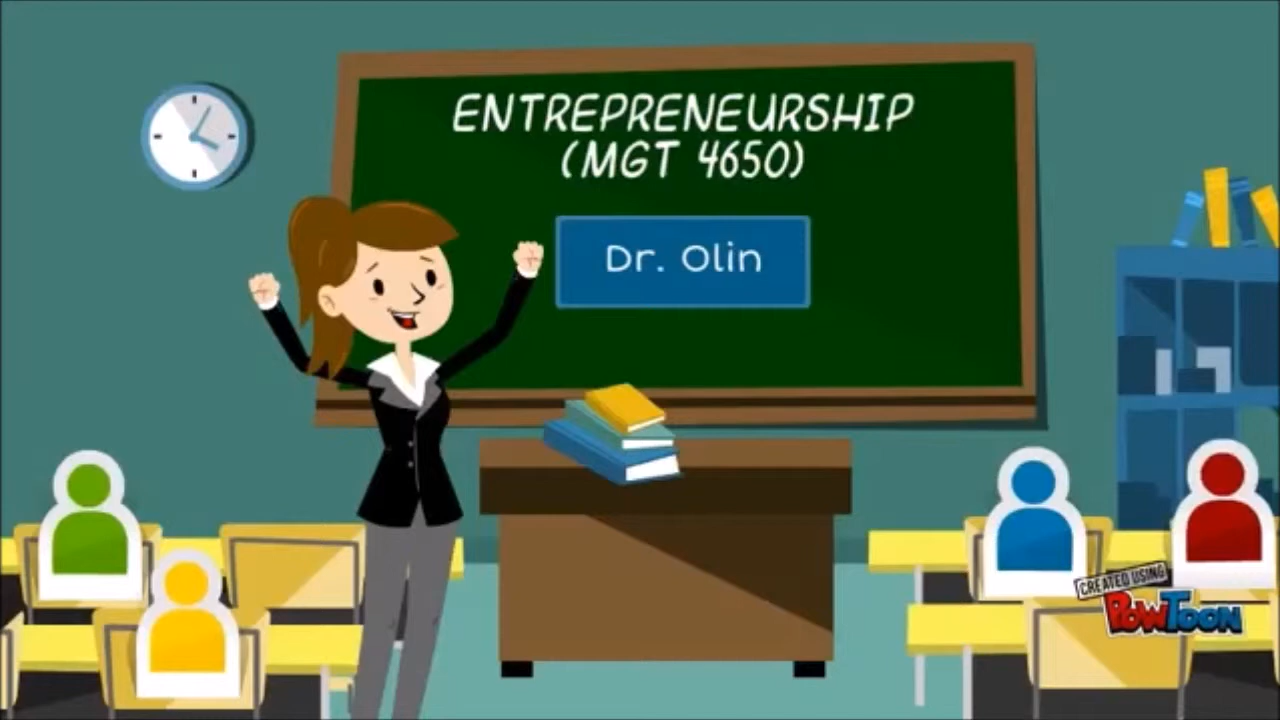 ENTREPRENEURSHIP
(MGT 4650)
Dr. Olin
CREATED USING
POWTOON